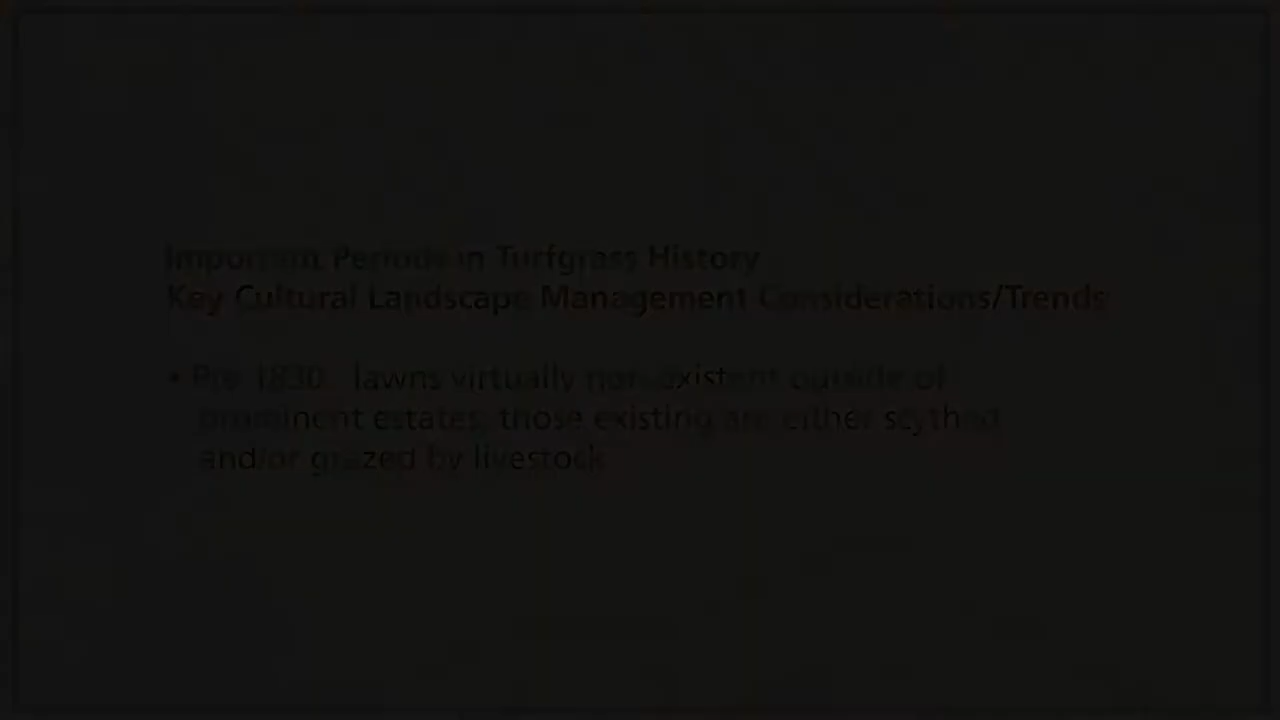 Important Periods in Turfgrass History
Key Cultural Landscape Management Considerations/Trends
• Pre 1830 lawns virtually non-existent outside of
prominent estates, those existing are either scythed
and/or grazed by livestock